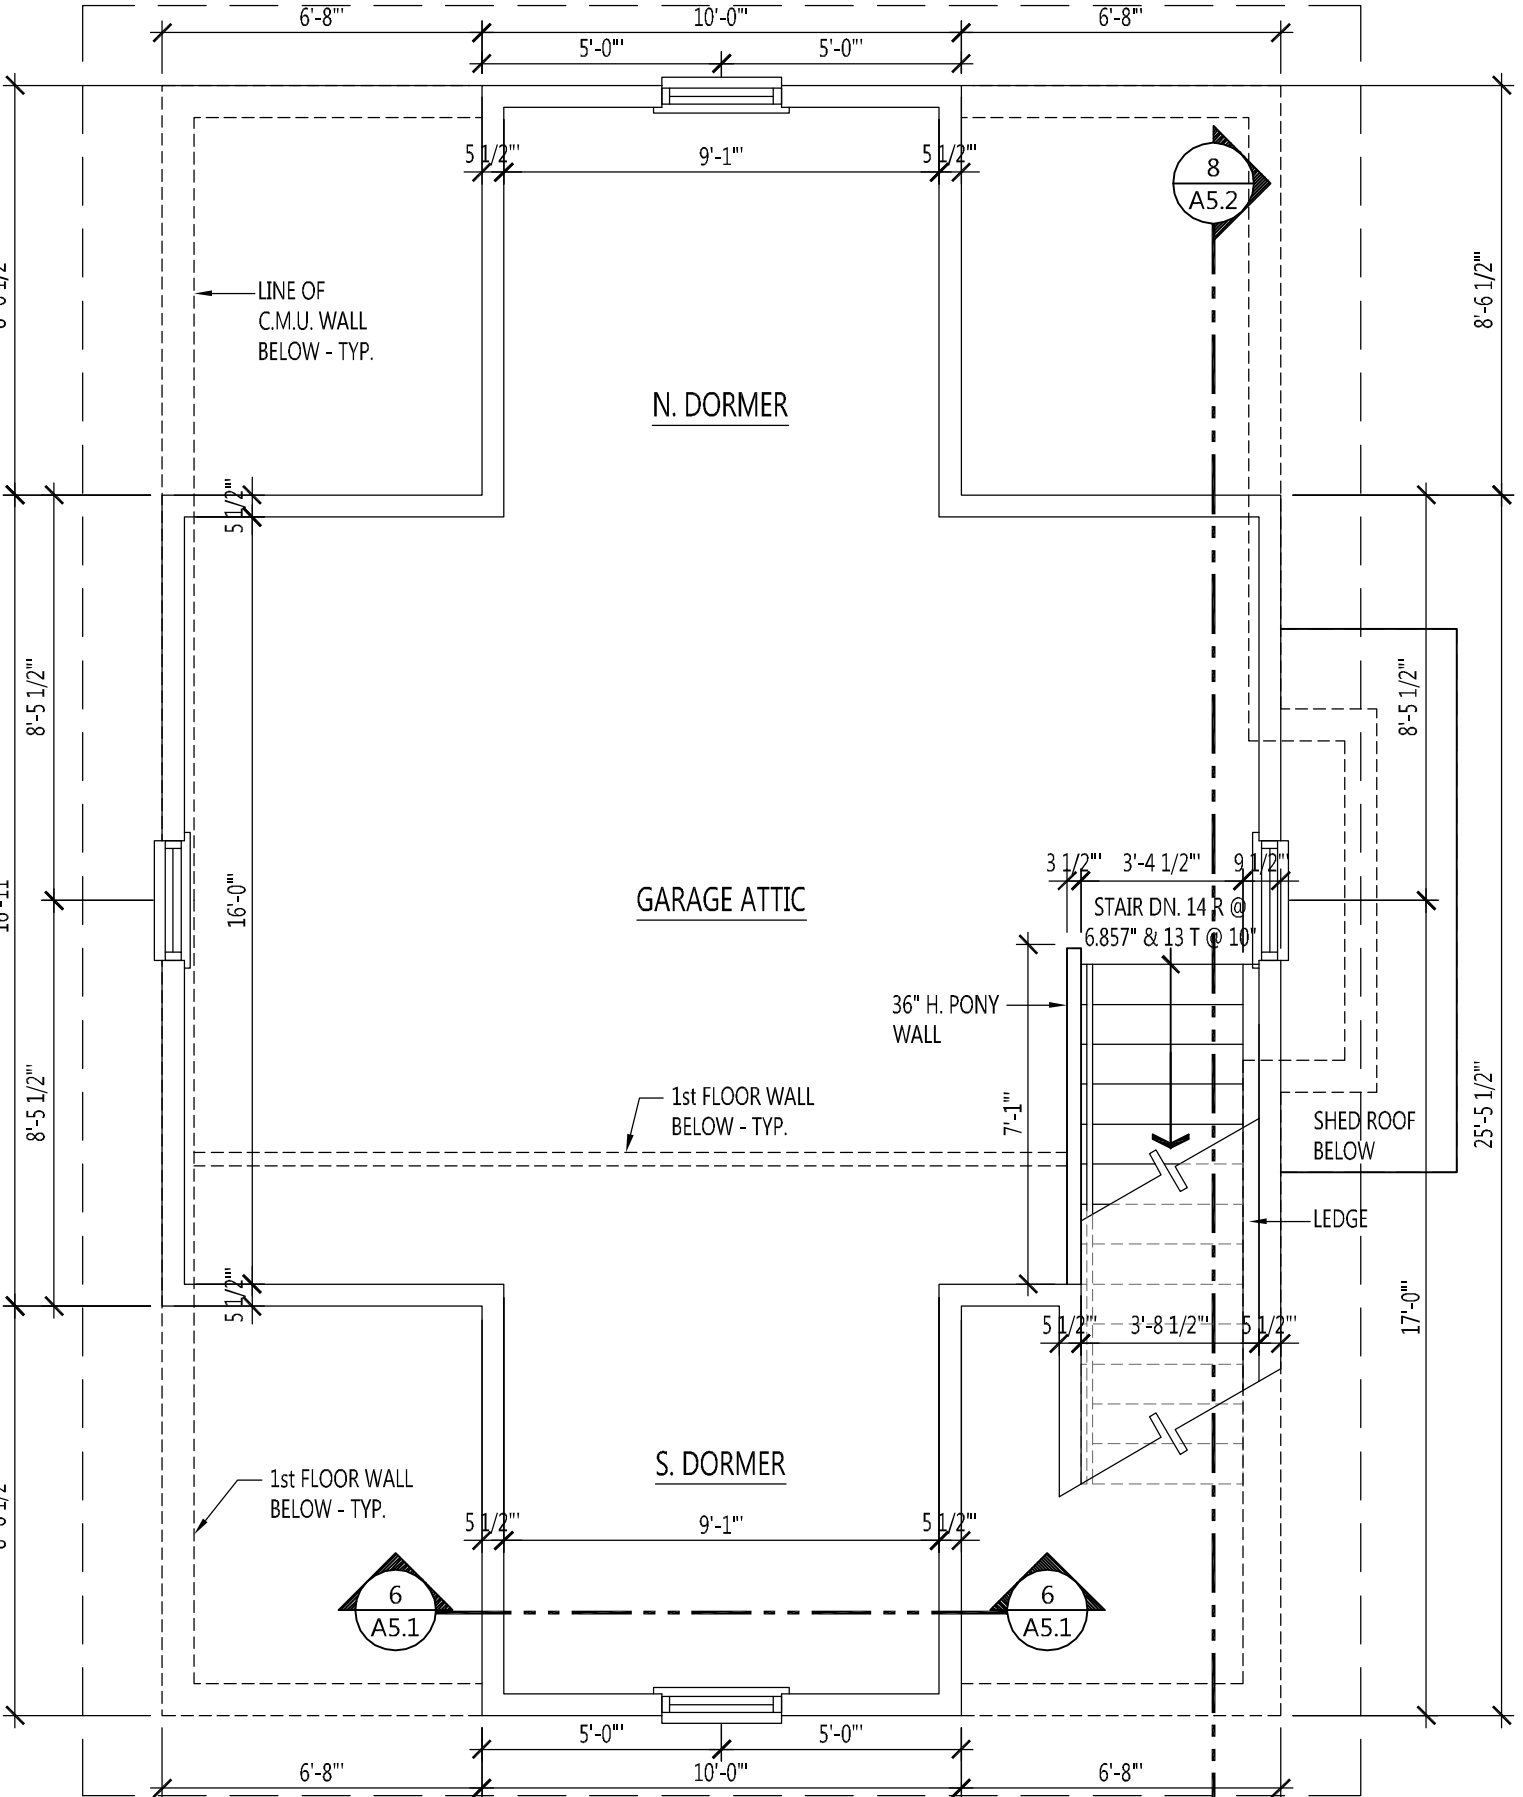 6'-8"'
10'-0"'
6'-8"'
5'-0"'
5'-0"'
5 1/2"'
9'-1"'
5 1/2"'
8
A5.2
8'-6 1/2"'
LINE OF
C.M.U. WALL
BELOW - TYP.
N. DORMER
5 1/2"'
8'-5 1/2"'
8'-5 1/2"'
16'-0"'
GARAGE ATTIC
3 1/2"'
3'-4 1/2"'
9 1/2"'
STAIR DN. 14 R @
6.857" & 13 T @ 10"
36" H. PONY
WALL
1st FLOOR WALL
BELOW - TYP.
7'-1"'
8'-5 1/2"'
25'-5 1/2"'
SHED ROOF
BELOW
LEDGE
5 1/2"'
17'-0"'
5 1/2"'
3'-8 1/2"'
5 1/2"'
S. DORMER
1st FLOOR WALL
BELOW - TYP.
5 1/2"'
9'-1"'
5 1/2"'
6
A5.1
6
A5.1
5'-0"'
5'-0"'
6'-8"'
10'-0"'
6'-8"'